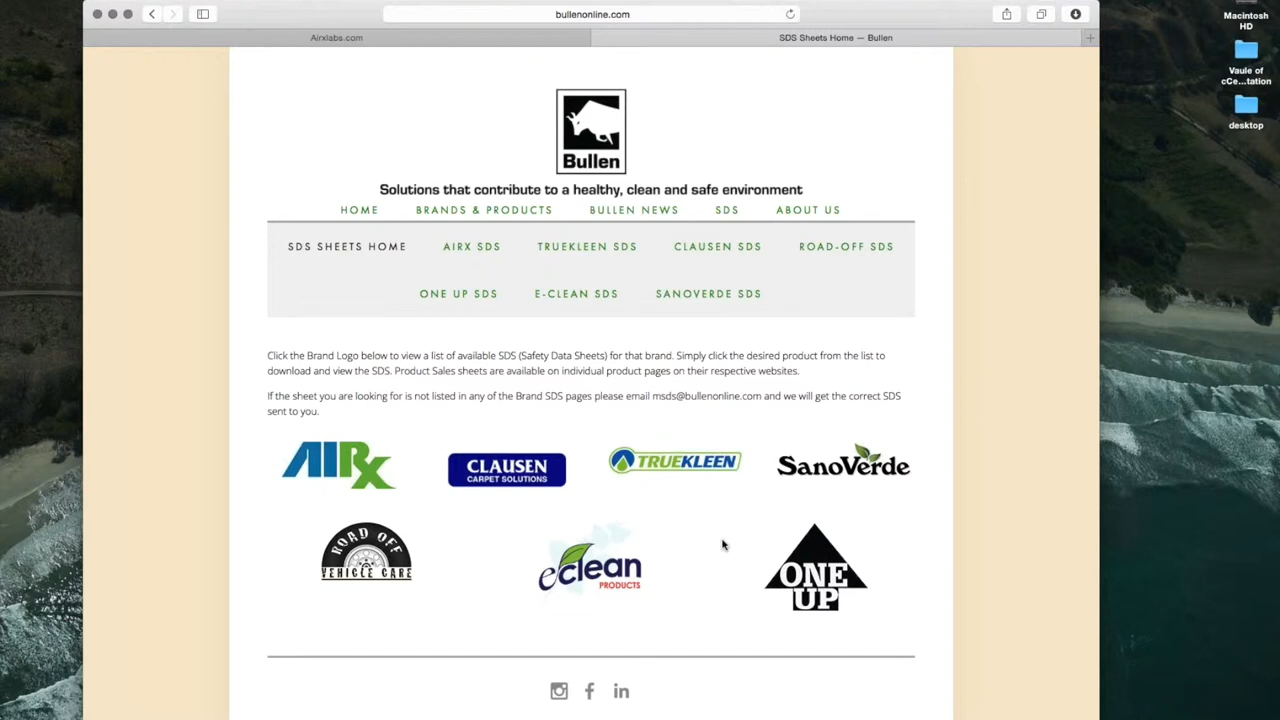 bullenonline.com
Airxlabs.com
SDS Sheets Home — Bullen
Macintosh
HD
Vaule of
cCe...tation
desktop
Bullen
Solutions that contribute to a healthy, clean and safe environment
HOME BRANDS & PRODUCTS BULLEN NEWS SDS ABOUT US
SDS SHEETS HOME AIRX SDS TRUEKLEEN SDS CLAUSEN SDS ROAD-OFF SDS
ONE UP SDS E-CLEAN SDS SANOVERDE SDS
Click the Brand Logo below to view a list of available SDS (Safety Data Sheets) for that brand. Simply click the desired product from the list to
download and view the SDS. Product Sales sheets are available on individual product pages on their respective websites.
If the sheet you are looking for is not listed in any of the Brand SDS pages please email msds@bullenonline.com and we will get the correct SDS
sent to you.
AIRx
CLAUSEN
CARPET SOLUTIONS
TRUEKLEEN
SanoVerde
ROAD OFF
VEHICLE CARE
eclean
PRODUCTS
ONE
UP